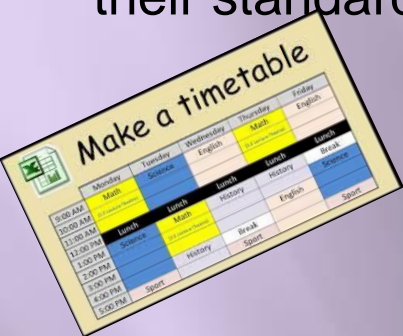 their standard
Make a timetable
Monday Tuesday Wednesday Thursday Friday
9:00 AM Math Science English Math English
10:00 AM
11:00 AM
12:00 PM Lunch Lunch Lunch Lunch Lunch
1:00 PM Science Math History History Break
2:00 PM Science
3:00 PM History Break English
4:00 PM Sport Sport Sport
5:00 PM